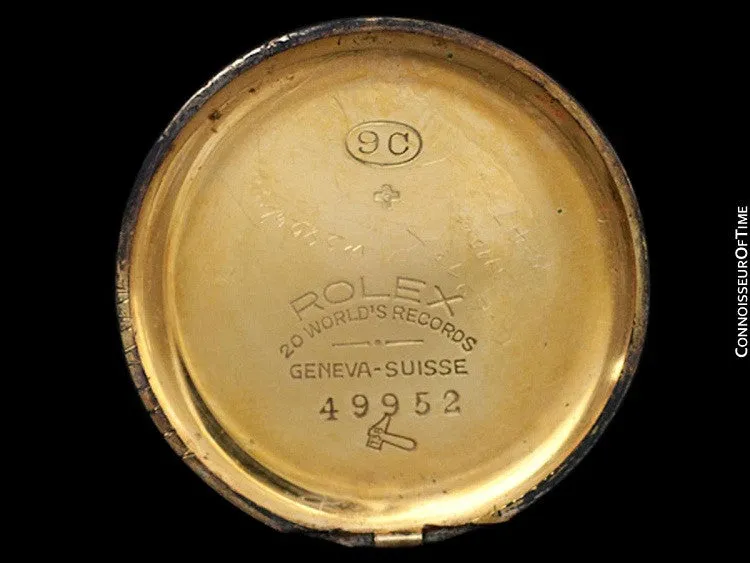 9C
ROLEX
20 WORLD'S RECORDS
GENEVA-SUISSE
49952
CONNOISSEUROFTIME